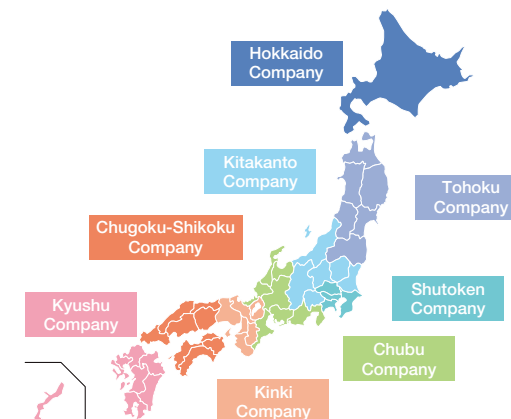 Hokkaido
Company
Kitakanto
Company
Tohoku
Company
Chugoku-Shikoku
Company
Shutoken
Company
Kyushu
Company
Chubu
Company
Kinki
Company